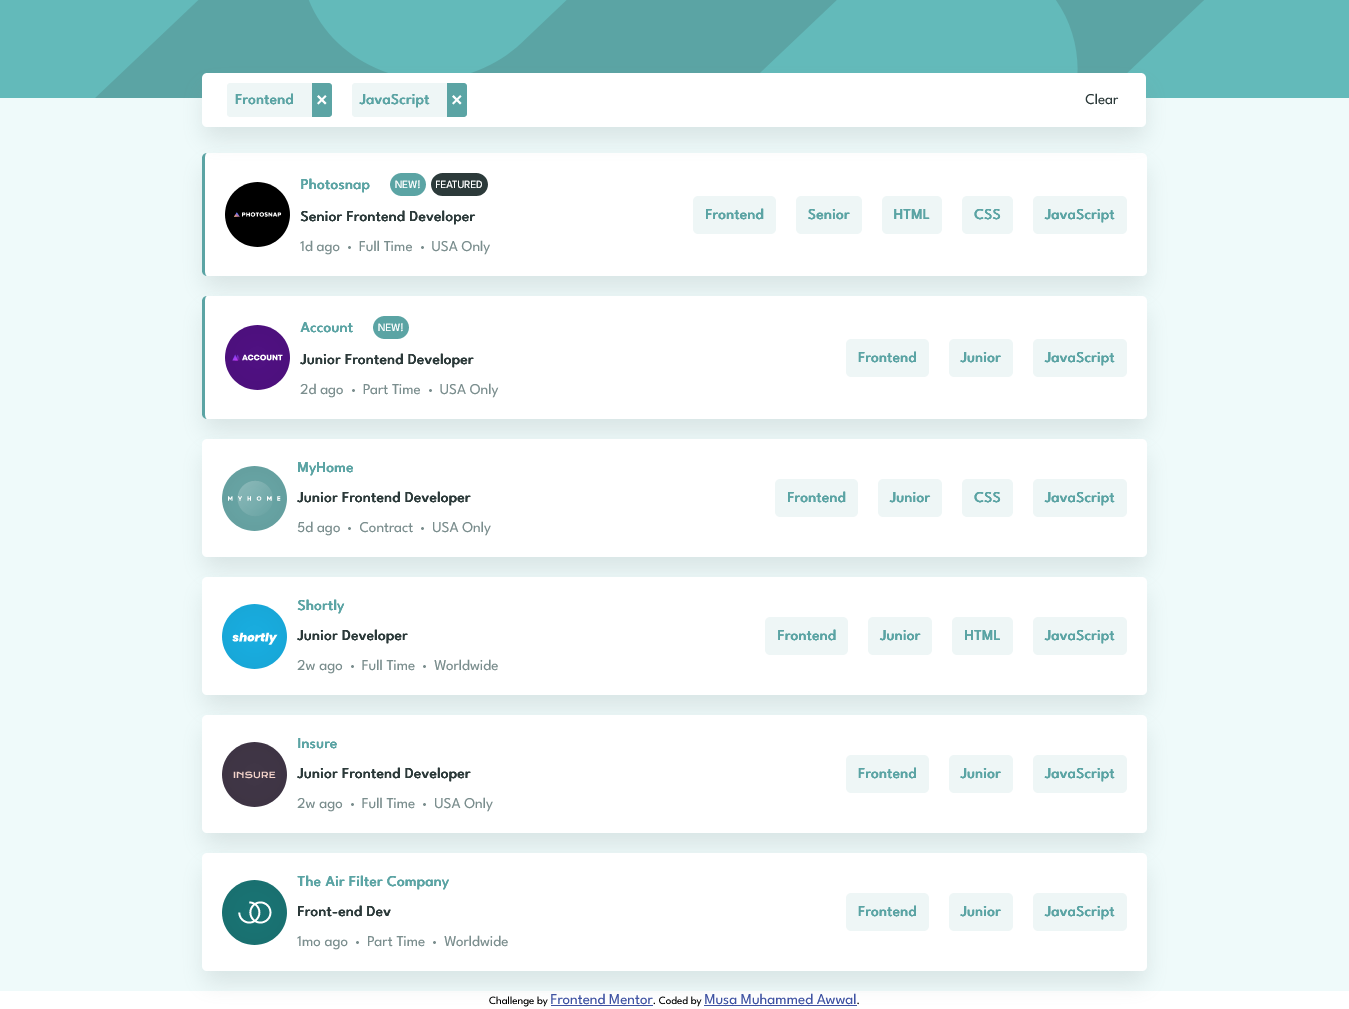 Frontend × JavaScript × Clear
PHOTOSNAP
Photosnap NEW! FEATURED
Senior Frontend Developer
1d ago • Full Time • USA Only
Frontend Senior HTML CSS JavaScript
ACCOUNT
Account NEW!
Junior Frontend Developer
2d ago • Part Time • USA Only
Frontend Junior JavaScript
MYHOME
MyHome
Junior Frontend Developer
5d ago • Contract • USA Only
Frontend Junior CSS JavaScript
shortly
Shortly
Junior Developer
2w ago • Full Time • Worldwide
Frontend Junior HTML JavaScript
INSURE
Insure
Junior Frontend Developer
2w ago • Full Time • USA Only
Frontend Junior JavaScript
The Air Filter Company
Front-end Dev
1mo ago • Part Time • Worldwide
Frontend Junior JavaScript
Challenge by Frontend Mentor. Coded by Musa Muhammed Awwal.